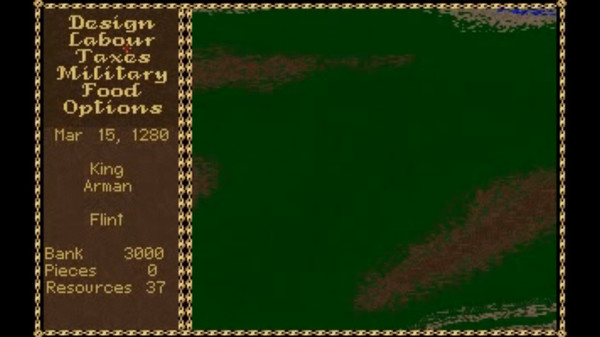 Design
Labour
Taxes
Military
Food
Options
Mar 15, 1280
King
Arman
Flint
Bank 3000
Pieces 0
Resources 37